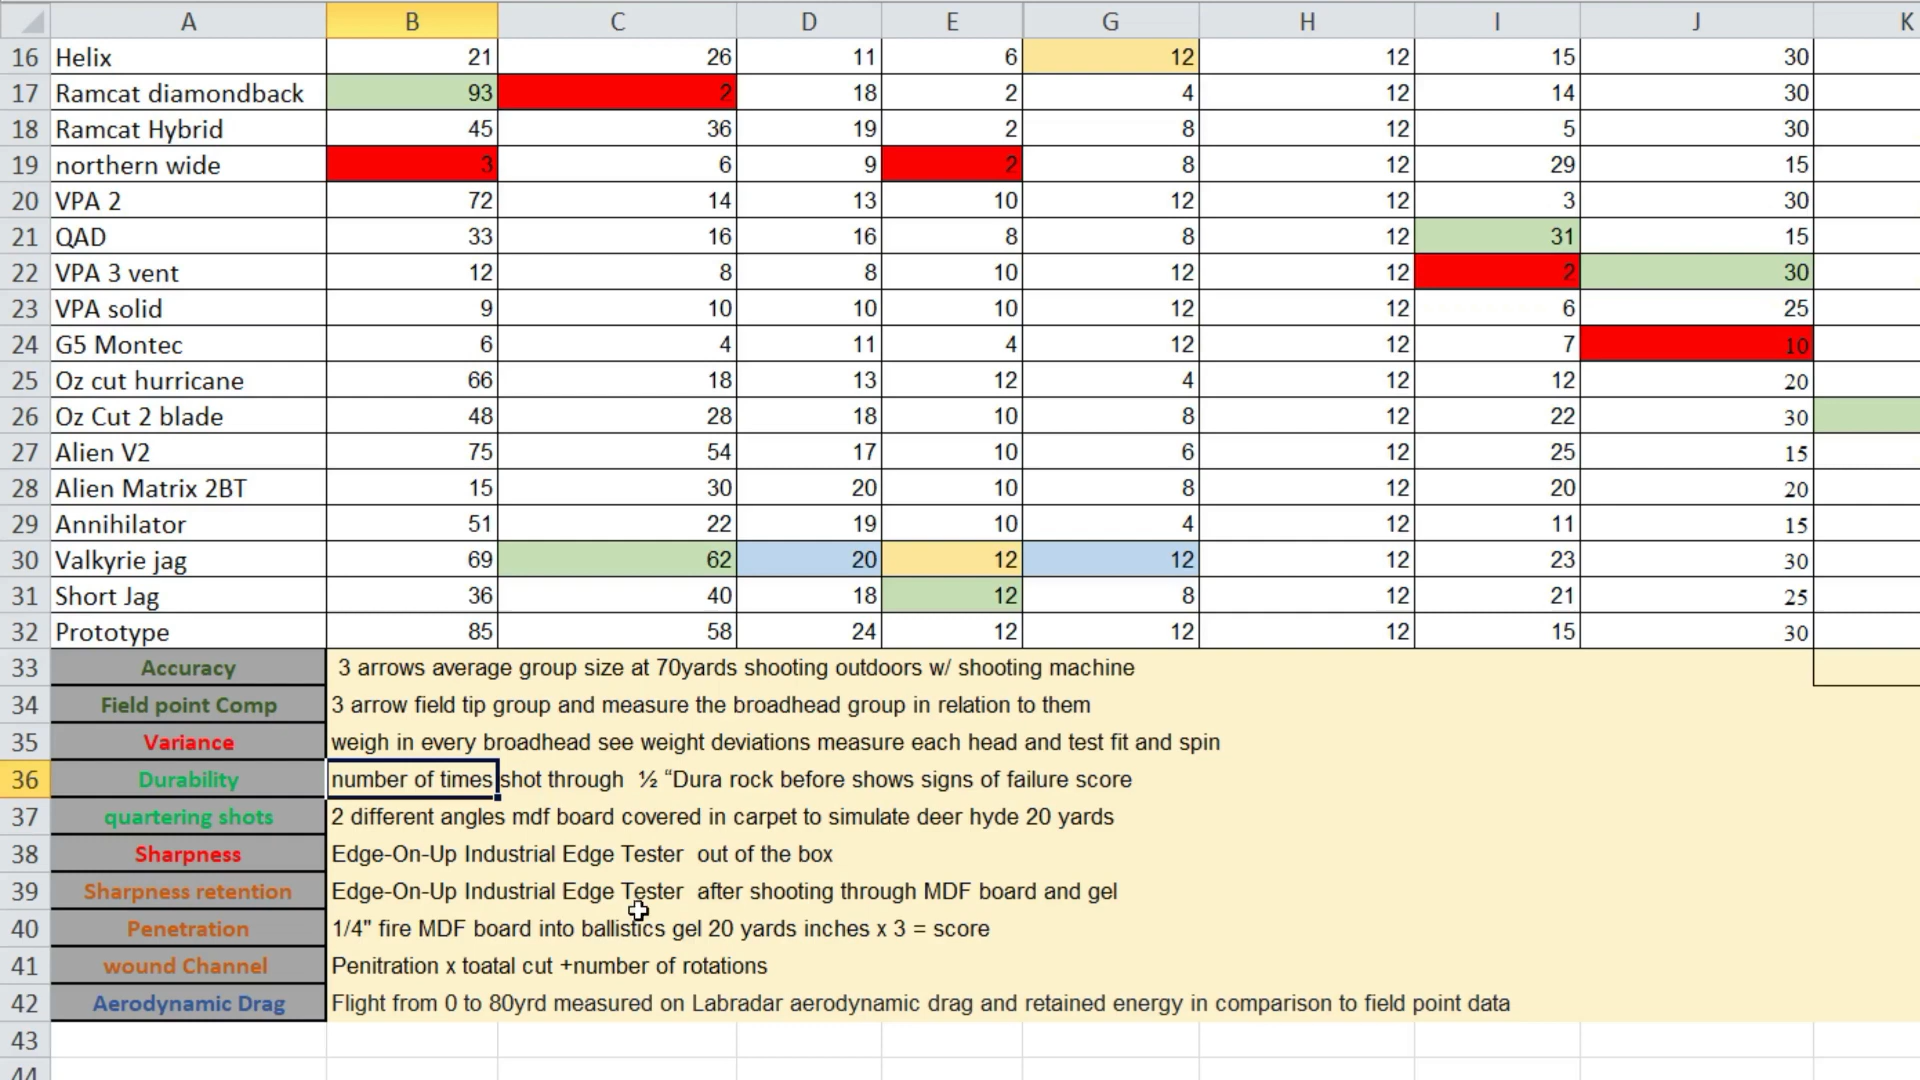 A B C D E G H I J K
16 Helix 21 26 11 6 12 12 15 30
17 Ramcat diamondback 93 2 18 2 4 12 14 30
18 Ramcat Hybrid 45 36 19 2 8 12 5 30
19 northern wide 3 6 9 2 8 12 29 15
20 VPA 2 72 14 13 10 12 12 3 30
21 QAD 33 16 16 8 8 12 31 15
22 VPA 3 vent 12 8 8 10 12 12 2 30
23 VPA solid 9 10 10 10 12 12 6 25
24 G5 Montec 6 4 11 4 12 12 7 10
25 Oz cut hurricane 66 18 13 12 4 12 12 20
26 Oz Cut 2 blade 48 28 18 10 8 12 22 30
27 Alien V2 75 54 17 10 6 12 25 15
28 Alien Matrix 2BT 15 30 20 10 8 12 20 20
29 Annihilator 51 22 19 10 4 12 11 15
30 Valkyrie jag 69 62 20 12 12 12 23 30
31 Short Jag 36 40 18 12 8 12 21 25
32 Prototype 85 58 24 12 12 12 15 30
33 Accuracy 3 arrows average group size at 70yards shooting outdoors w/ shooting machine
34 Field point Comp 3 arrow field tip group and measure the broadhead group in relation to them
35 Variance weigh in every broadhead see weight deviations measure each head and test fit and spin
36 Durability number of times shot through ½ “Dura rock before shows signs of failure score
37 quartering shots 2 different angles mdf board covered in carpet to simulate deer hyde 20 yards
38 Sharpness Edge-On-Up Industrial Edge Tester out of the box
39 Sharpness retention Edge-On-Up Industrial Edge Tester after shooting through MDF board and gel
40 Penetration 1/4" fire MDF board into ballistics gel 20 yards inches x 3 = score
41 wound Channel Penitration x toatal cut +number of rotations
42 Aerodynamic Drag Flight from 0 to 80yrd measured on Labradar aerodynamic drag and retained energy in comparison to field point data
43
44